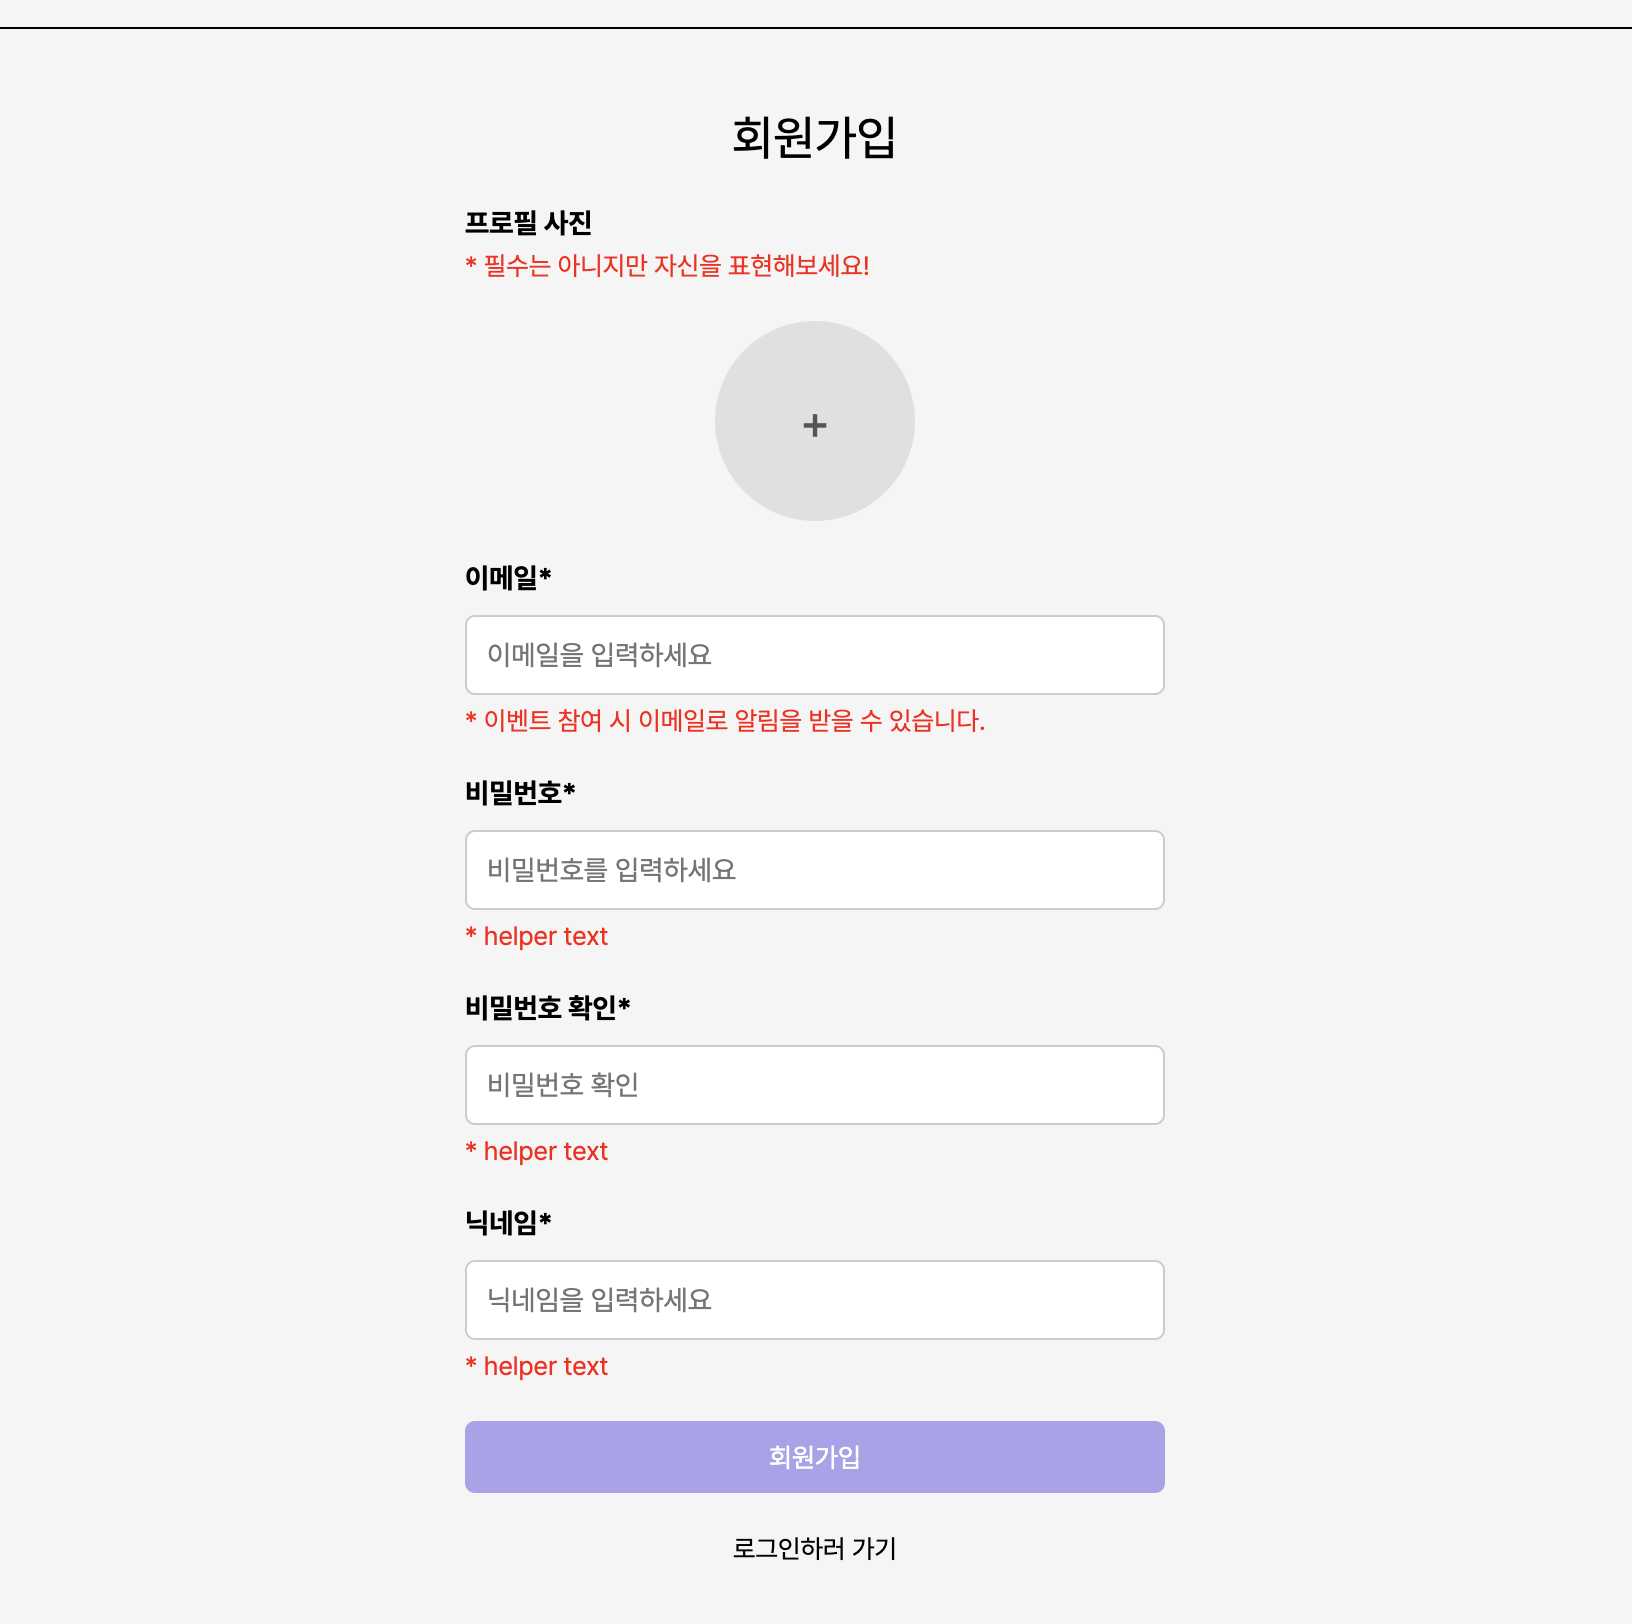 회원가입
프로필 사진
* 필수는 아니지만 자신을 표현해보세요!
+
이메일*
이메일을 입력하세요
* 이벤트 참여 시 이메일로 알림을 받을 수 있습니다.
비밀번호*
비밀번호를 입력하세요
* helper text
비밀번호 확인*
비밀번호 확인
* helper text
닉네임*
닉네임을 입력하세요
* helper text
회원가입
로그인하러 가기